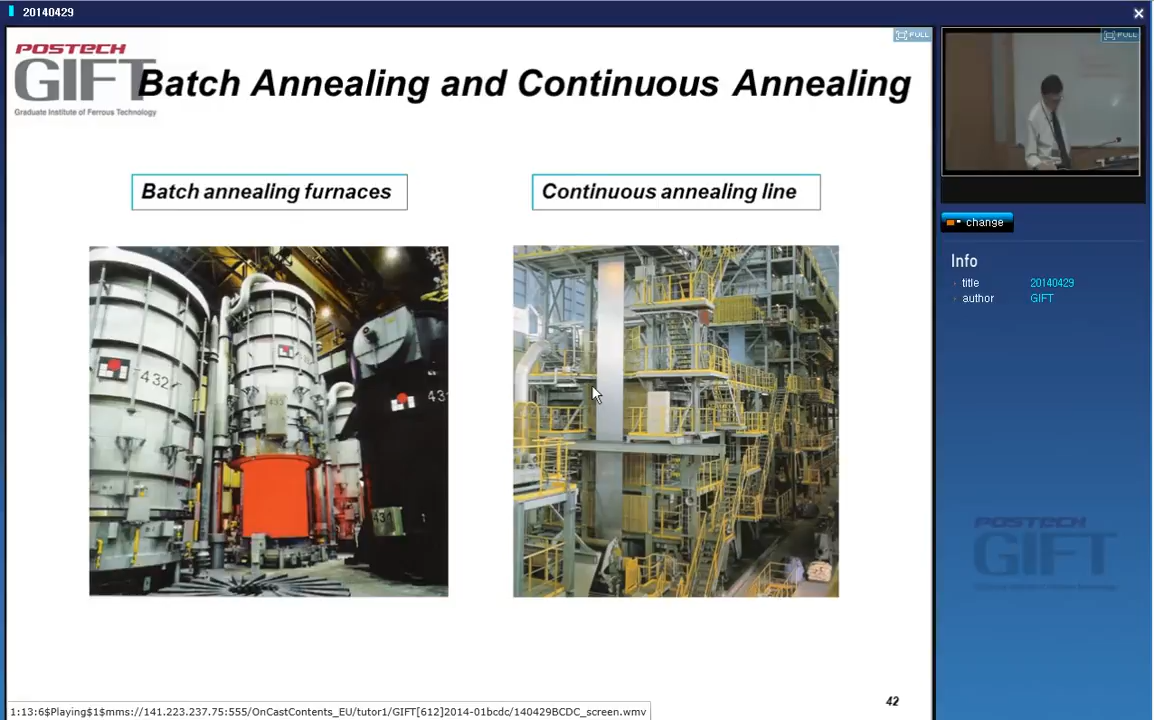 20140429
FULL
POSTECH
GIFT
Graduate Institute of Ferrous Technology
Batch Annealing and Continuous Annealing
Batch annealing furnaces
Continuous annealing line
432
432
431
42
1:13:6$Playing$1$mms://141.223.237.75:555/OnCastContents_EU/tutor1/GIFT[612]2014-01bcdc/140429BCDC_screen.wmv
FULL
change
Info
title 20140429
author GIFT
POSTECH
GIFT